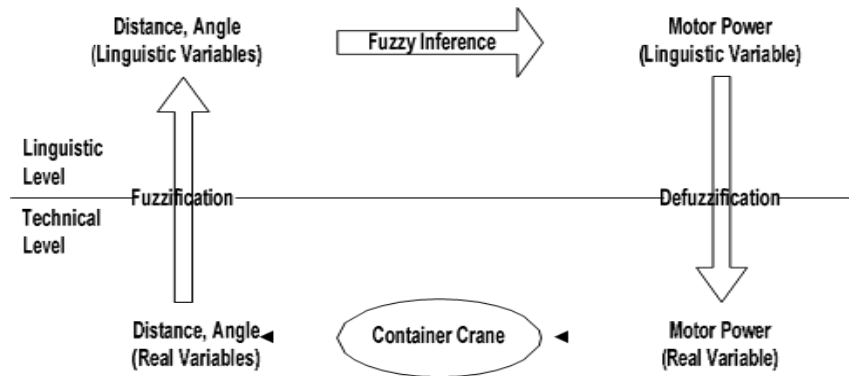 Distance, Angle
(Linguistic Variables)
Fuzzy Inference
Motor Power
(Linguistic Variable)
Linguistic
Level
Fuzzification
Defuzzification
Technical
Level
Distance, Angle
(Real Variables)
Container Crane
Motor Power
(Real Variable)